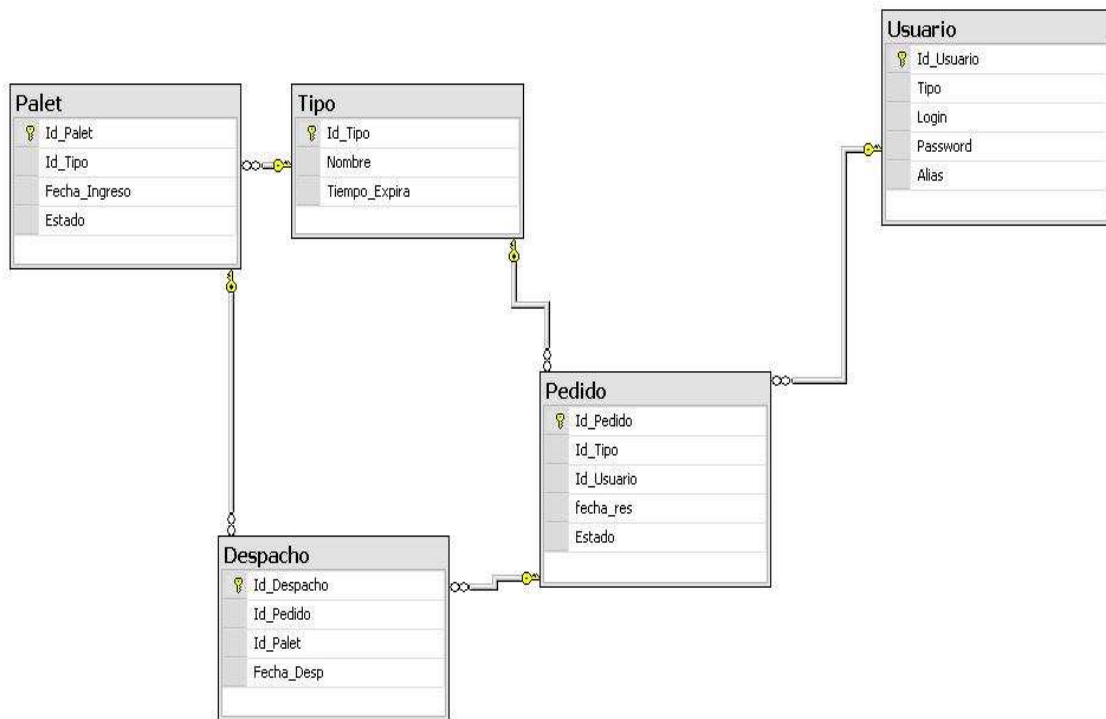 Usuario
Id_Usuario
Tipo
Login
Password
Alias
Palet
Id_Palet
Id_Tipo
Fecha_Ingreso
Estado
Tipo
Id_Tipo
Nombre
Tiempo_Expira
Pedido
Id_Pedido
Id_Tipo
Id_Usuario
fecha_res
Estado
Despacho
Id_Despacho
Id_Pedido
Id_Palet
Fecha_Desp